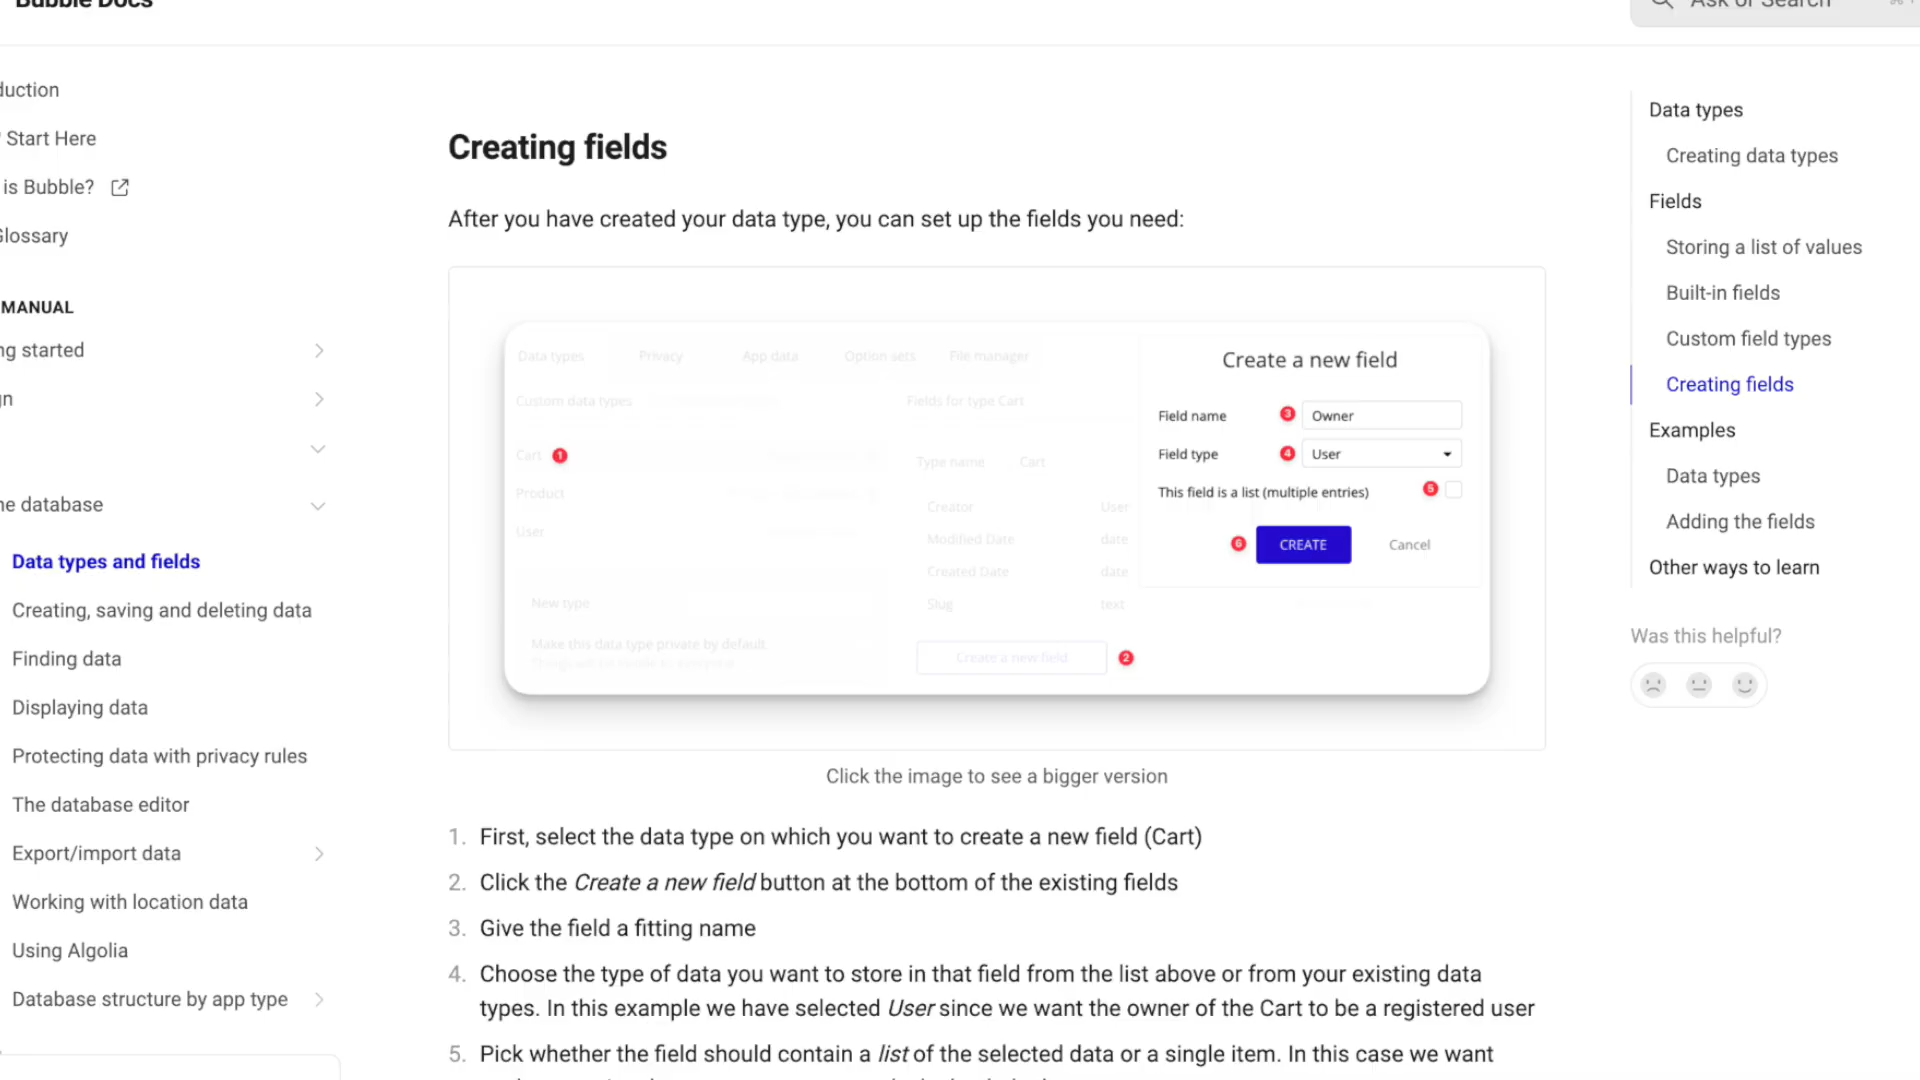 Bubble Docs
Ask or Search
duction
Start Here
is Bubble?
Glossary
MANUAL
ng started
gn
he database
Data types and fields
Creating, saving and deleting data
Finding data
Displaying data
Protecting data with privacy rules
The database editor
Export/import data
Working with location data
Using Algolia
Database structure by app type
Creating fields
After you have created your data type, you can set up the fields you need:
Data types Privacy App data Option sets File manager
Custom data types
Fields for type Cart
Cart 1
Product
User
New type
Make this data type private by default.
Type name Cart
Creator User
Modified Date date
Created Date date
Slug text
Create a new field 2
Create a new field
Field name 3 Owner
Field type 4 User
This field is a list (multiple entries) 5
6 CREATE Cancel
Click the image to see a bigger version
1. First, select the data type on which you want to create a new field (Cart)
2. Click the Create a new field button at the bottom of the existing fields
3. Give the field a fitting name
4. Choose the type of data you want to store in that field from the list above or from your existing data
types. In this example we have selected User since we want the owner of the Cart to be a registered user
5. Pick whether the field should contain a list of the selected data or a single item. In this case we want
Data types
Creating data types
Fields
Storing a list of values
Built-in fields
Custom field types
Creating fields
Examples
Data types
Adding the fields
Other ways to learn
Was this helpful?